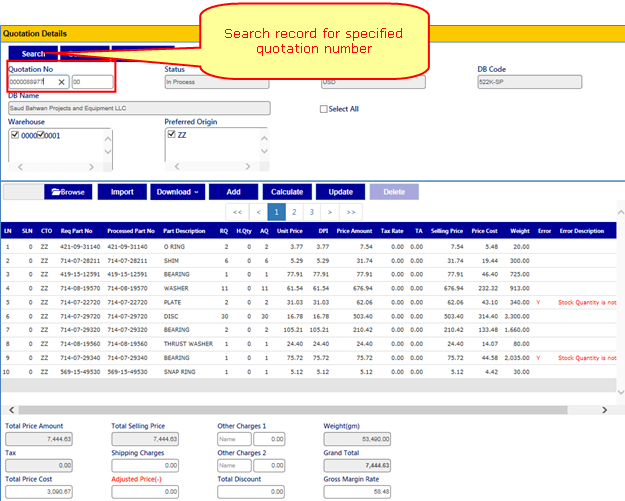 Search record for specified
quotation number
Quotation Details
Search
Quotation No Status DB Code
0000088977 00 In Process USD 522K-SP
DB Name
Saud Bahwan Projects and Equipment LLC Select All
Warehouse Preferred Origin
0000 0001 ZZ
Browse Import Download Add Calculate Update Delete
<< < 1 2 3 > >>
LN SLN CTO Req Part No Processed Part No Part Description RQ H.Qty AQ Unit Price DPI Price Amount Tax Rate TA Selling Price Price Cost Weight Error Error Description
1 0 ZZ 421-09-31140 421-09-31140 O RING 2 0 2 3.77 3.77 7.54 0.00 0.00 7.54 5.48 20.00
2 0 ZZ 714-07-28211 714-07-28211 SHIM 6 0 6 5.29 5.29 31.74 0.00 0.00 31.74 19.44 300.00
3 0 ZZ 419-15-12591 419-15-12591 BEARING 1 0 1 77.91 77.91 77.91 0.00 0.00 77.91 46.40 725.00
4 0 ZZ 714-08-19570 714-08-19570 WASHER 11 0 11 61.54 61.54 676.94 0.00 0.00 676.94 232.32 913.00
5 0 ZZ 714-07-22720 714-07-22720 PLATE 2 0 2 31.03 31.03 62.06 0.00 0.00 62.06 43.10 340.00 Y Stock Quantity is not
6 0 ZZ 714-07-29720 714-07-29720 DISC 30 0 30 16.78 16.78 503.40 0.00 0.00 503.40 314.40 3,300.00
7 0 ZZ 714-07-29320 714-07-29320 BEARING 2 0 2 105.21 105.21 210.42 0.00 0.00 210.42 133.48 1,660.00
8 0 ZZ 714-08-19560 714-08-19560 THRUST WASHER 1 0 1 24.40 24.40 24.40 0.00 0.00 24.40 14.07 80.00
9 0 ZZ 714-07-29340 714-07-29340 BEARING 1 0 1 75.72 75.72 75.72 0.00 0.00 75.72 44.58 2,035.00 Y Stock Quantity is not
10 0 ZZ 569-15-49530 569-15-49530 SNAP RING 1 0 1 5.12 5.12 5.12 0.00 0.00 5.12 4.42 30.00
Total Price Amount Total Selling Price Other Charges 1 Weight(gm)
7,444.63 7,444.63 Name 0.00 53,490.00
Tax Shipping Charges Other Charges 2 Grand Total
0.00 0.00 Name 0.00 7,444.63
Total Price Cost Adjusted Price(-) Total Discount Gross Margin Rate
3,090.67 0.00 0.00 58.48